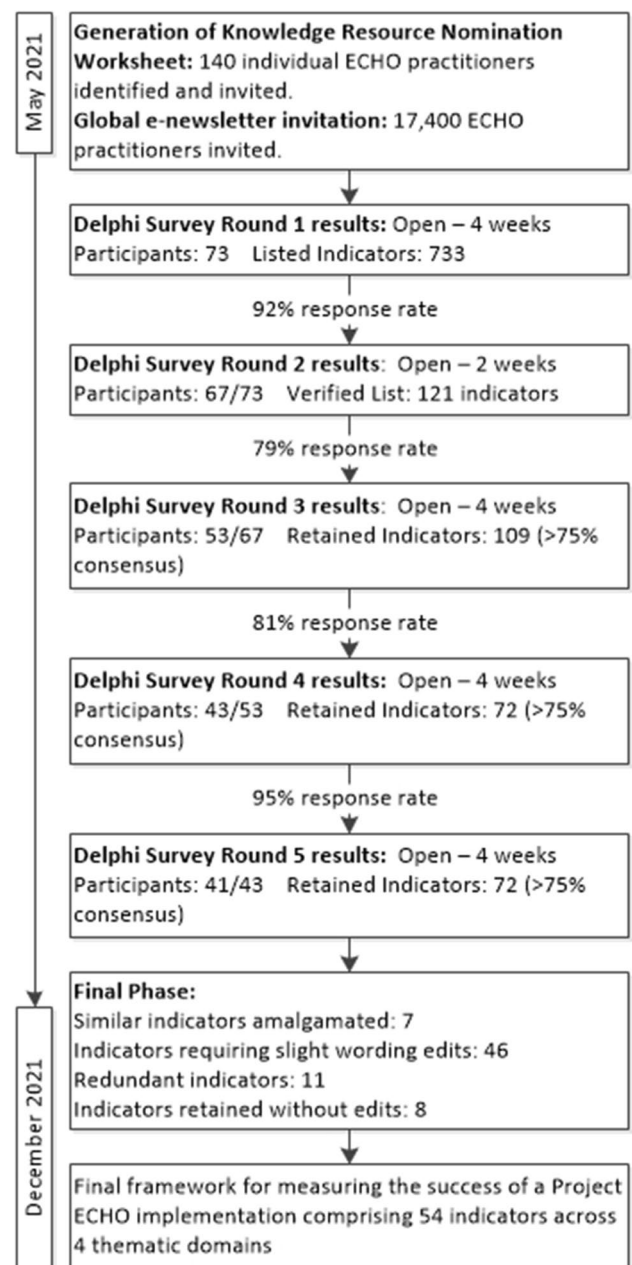 May 2021
Generation of Knowledge Resource Nomination
Worksheet: 140 individual ECHO practitioners
identified and invited.
Global e-newsletter invitation: 17,400 ECHO
practitioners invited.
Delphi Survey Round 1 results: Open – 4 weeks
Participants: 73 Listed Indicators: 733
92% response rate
Delphi Survey Round 2 results: Open – 2 weeks
Participants: 67/73 Verified List: 121 indicators
79% response rate
Delphi Survey Round 3 results: Open – 4 weeks
Participants: 53/67 Retained Indicators: 109 (>75%
consensus)
81% response rate
Delphi Survey Round 4 results: Open – 4 weeks
Participants: 43/53 Retained Indicators: 72 (>75%
consensus)
95% response rate
Delphi Survey Round 5 results: Open – 4 weeks
Participants: 41/43 Retained Indicators: 72 (>75%
consensus)
Final Phase:
Similar indicators amalgamated: 7
Indicators requiring slight wording edits: 46
Redundant indicators: 11
Indicators retained without edits: 8
December 2021
Final framework for measuring the success of a Project
ECHO implementation comprising 54 indicators across
4 thematic domains